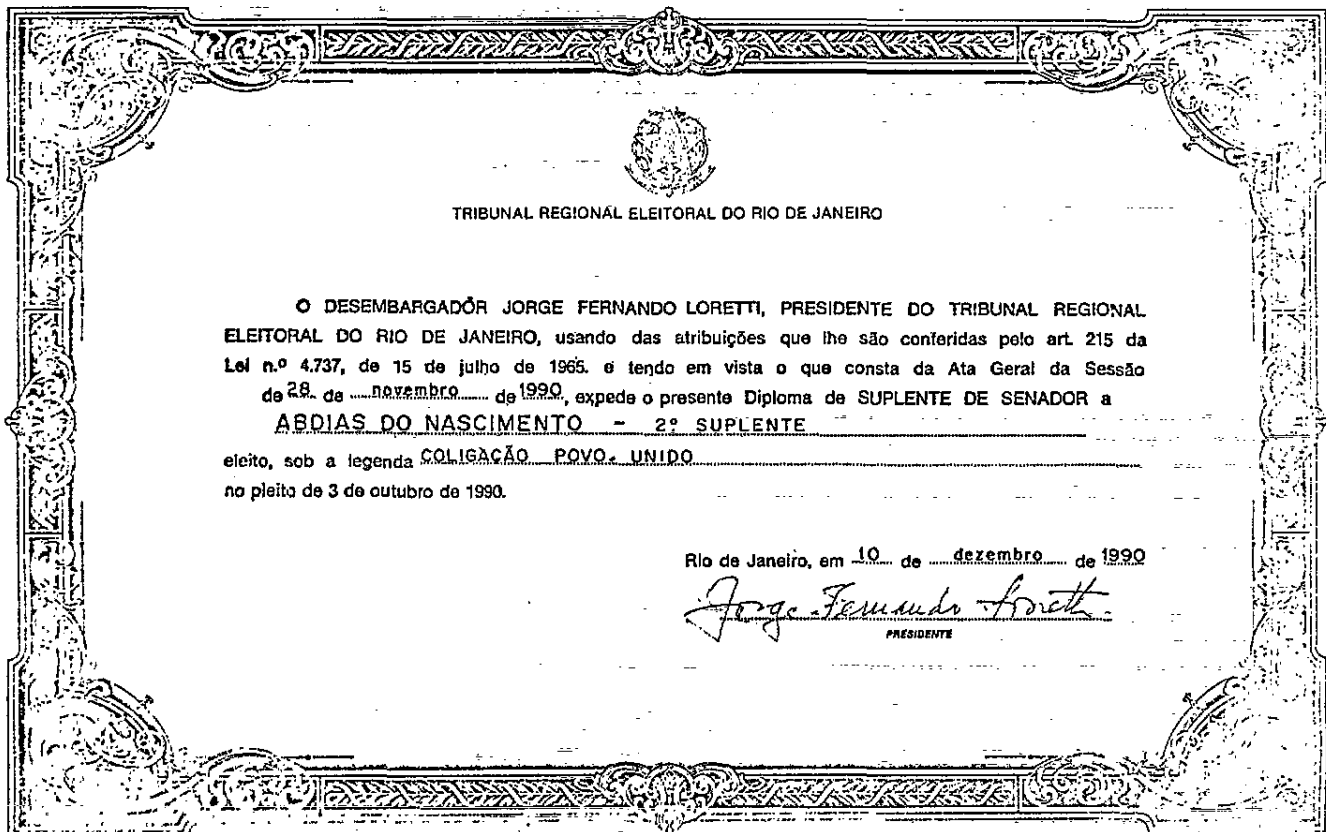 TRIBUNAL REGIONAL ELEITORAL DO RIO DE JANEIRO
O DESEMBARGADOR JORGE FERNANDO LORETTI, PRESIDENTE DO TRIBUNAL REGIONAL
ELEITORAL DO RIO DE JANEIRO, usando das atribuições que lhe são conferidas pelo art. 215 da
Lei n.º 4.737, de 15 de julho de 1965. e tendo em vista o que consta da Ata Geral da Sessão
de 28 de novembro de 1990, expede o presente Diploma de SUPLENTE DE SENADOR a
ABDIAS DO NASCIMENTO - 2º SUPLENTE
eleito, sob a legenda COLIGAÇÃO POVO UNIDO
no pleito de 3 de outubro de 1990.
Rio de Janeiro, em 10 de dezembro de 1990
Jorge Fernando Loretti
PRESIDENTE